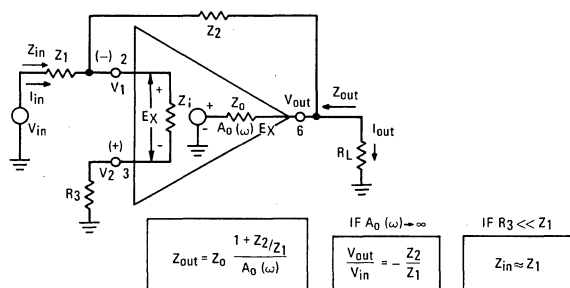 Z2
Zin Z1 (-) 2
Iin V1
Vin
+ Zi
EX
-
(+)
V2 3
R3
+ Zo Vout
- Ao (ω) EX 6
Zout
Iout
RL
IF Ao (ω)→∞ IF R3 << Z1
Zout = Zo 1 + Z2/Z1 / Ao (ω)
Vout / Vin = - Z2 / Z1
Zin ≈ Z1